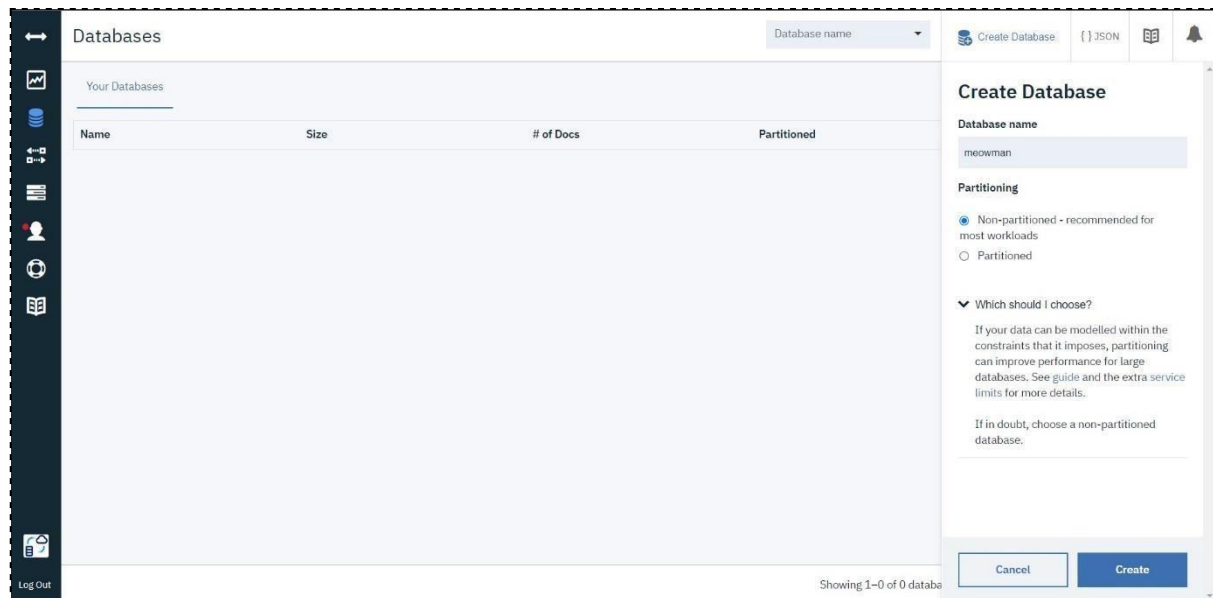 Databases
Database name
Create Database
{ } JSON
Your Databases
Name Size # of Docs Partitioned
Create Database
Database name
meowman
Partitioning
Non-partitioned - recommended for
most workloads
Partitioned
Which should I choose?
If your data can be modelled within the
constraints that it imposes, partitioning
can improve performance for large
databases. See guide and the extra service
limits for more details.
If in doubt, choose a non-partitioned
database.
Cancel
Create
Log Out
Showing 1–0 of 0 databa